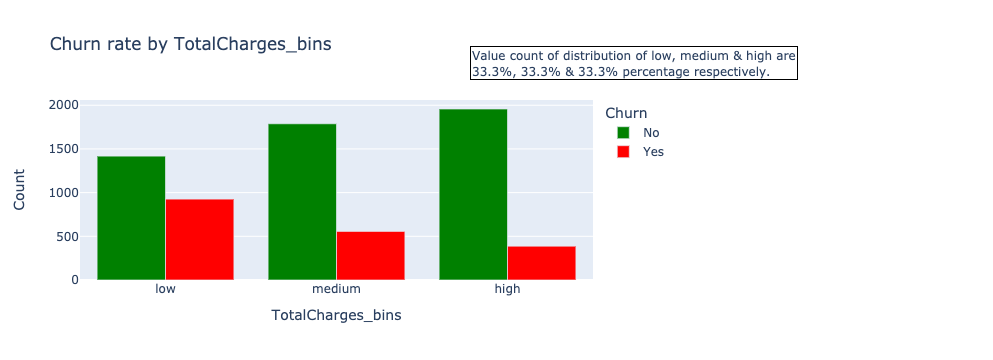 Churn rate by TotalCharges_bins
Value count of distribution of low, medium & high are
33.3%, 33.3% & 33.3% percentage respectively.
Churn
No
Yes
Count
2000
1500
1000
500
0
low medium high
TotalCharges_bins